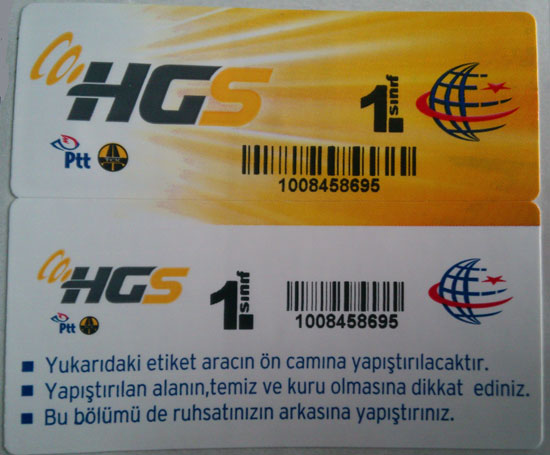 HGS
1. sınıf
Ptt
1008458695
HGS
1. sınıf
Ptt
1008458695
Yukarıdaki etiket aracın ön camına yapıştırılacaktır.
Yapıştırılan alanın,temiz ve kuru olmasına dikkat ediniz.
Bu bölümü de ruhsatınızın arkasına yapıştırınız.